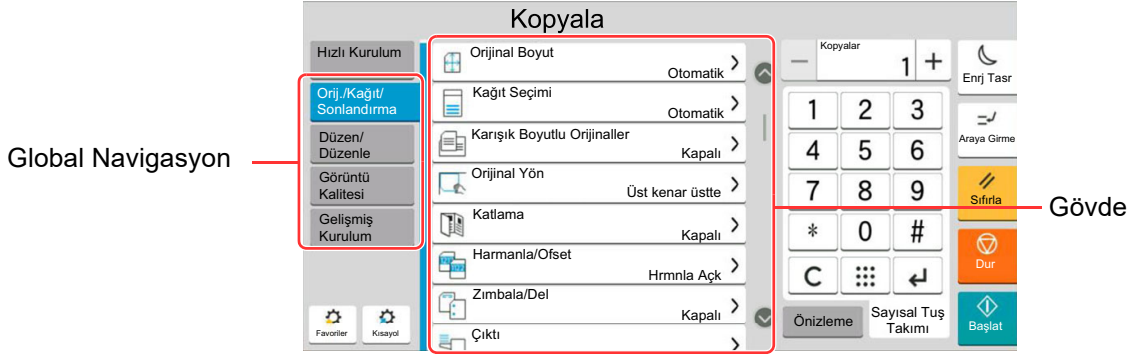 Kopyala
Global Navigasyon
Hızlı Kurulum
Orij./Kağıt/
Sonlandırma
Düzen/
Düzenle
Görüntü
Kalitesi
Gelişmiş
Kurulum
Favoriler
Kısayol
Orijinal Boyut
Otomatik
Kağıt Seçimi
Otomatik
Karışık Boyutlu Orijinaller
Kapalı
Orijinal Yön
Üst kenar üstte
Katlama
Kapalı
Harmanla/Ofset
Hrmnla Açk
Zımbala/Del
Kapalı
Çıktı
Kopyalar
— 1 +
1 2 3
4 5 6
7 8 9
* 0 #
C
Önizleme
Sayısal Tuş
Takımı
Enrj Tasr
Araya Girme
Sıfırla
Dur
Başlat
Gövde